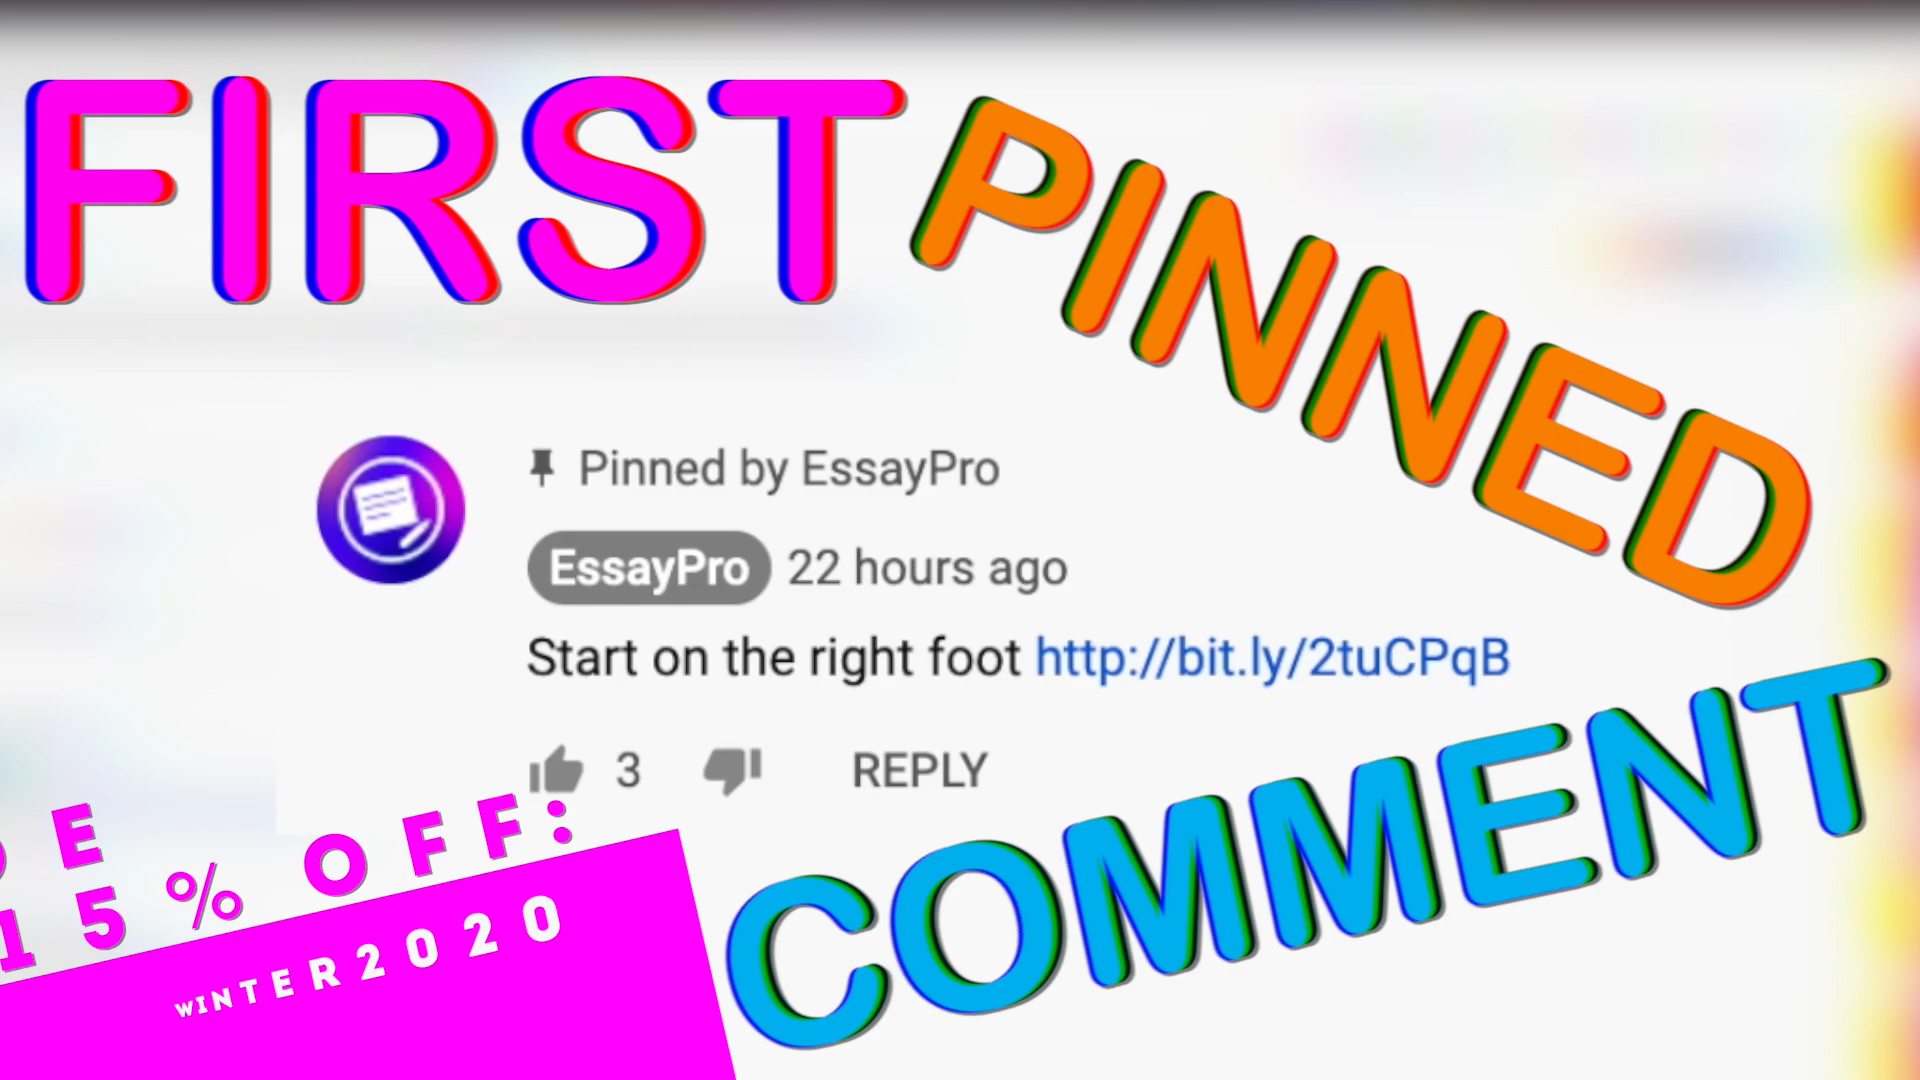 FIRST
PINNED
Pinned by EssayPro
EssayPro 22 hours ago
Start on the right foot http://bit.ly/2tuCPqB
3 REPLY
COMMENT
15% OFF:
WINTER2020